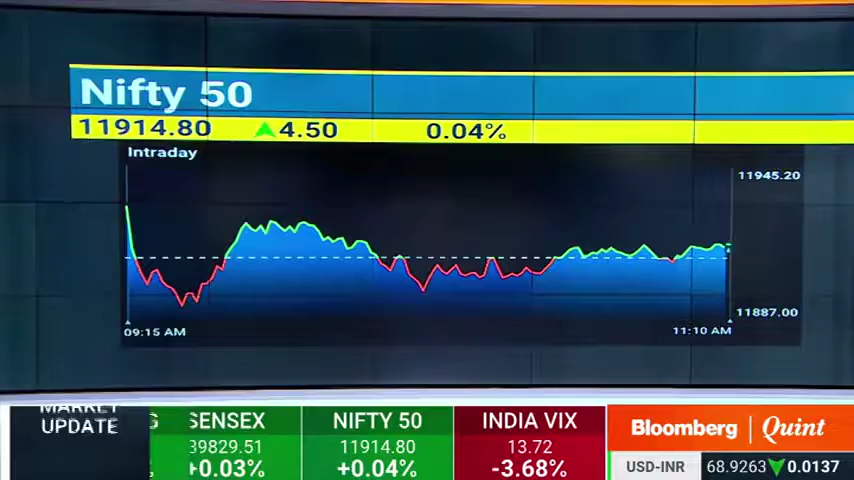 Nifty 50
11914.80 ▲ 4.50 0.04%
Intraday
11945.20
11887.00
09:15 AM
11:10 AM
UPDATE
SENSEX
39829.51
+0.03%
NIFTY 50
11914.80
+0.04%
INDIA VIX
13.72
-3.68%
Bloomberg | Quint
USD-INR 68.9263 ▼ 0.0137